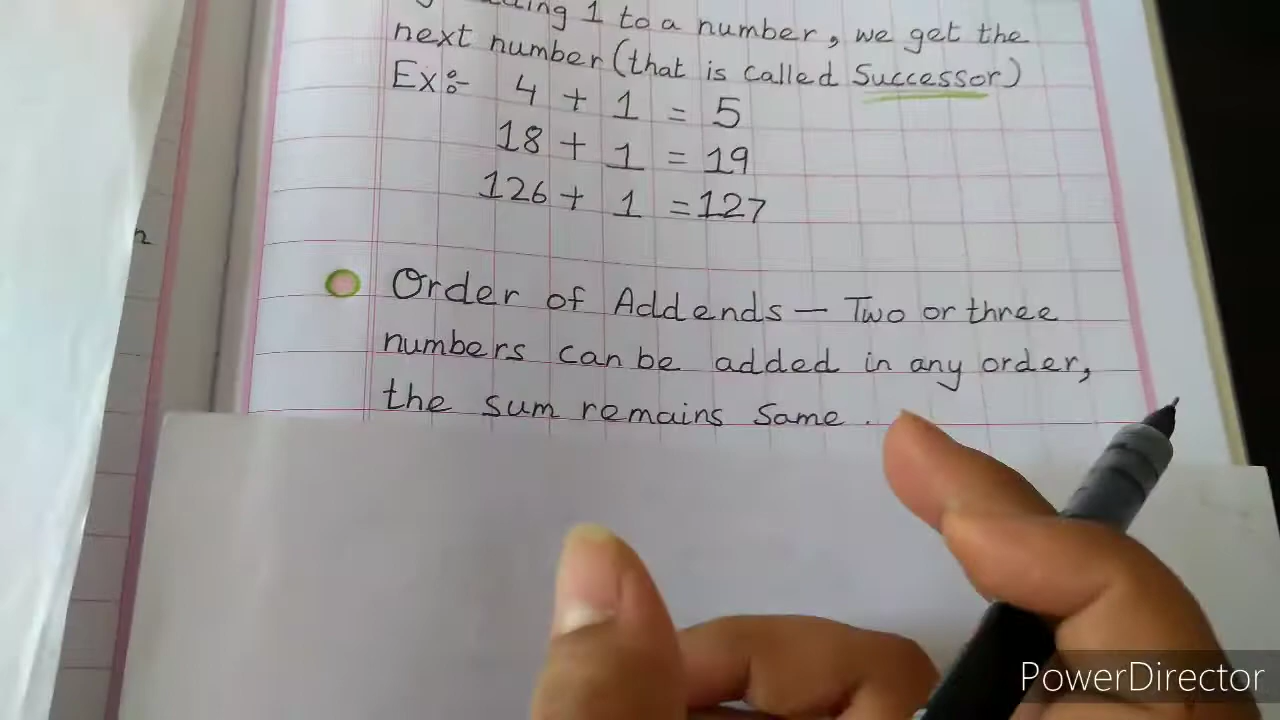 1 to a number, we get the
next number (that is called Successor)
Ex:- 4 + 1 = 5
18 + 1 = 19
126 + 1 = 127
Order of Addends - Two or three
numbers can be added in any order,
the sum remains same.
PowerDirector